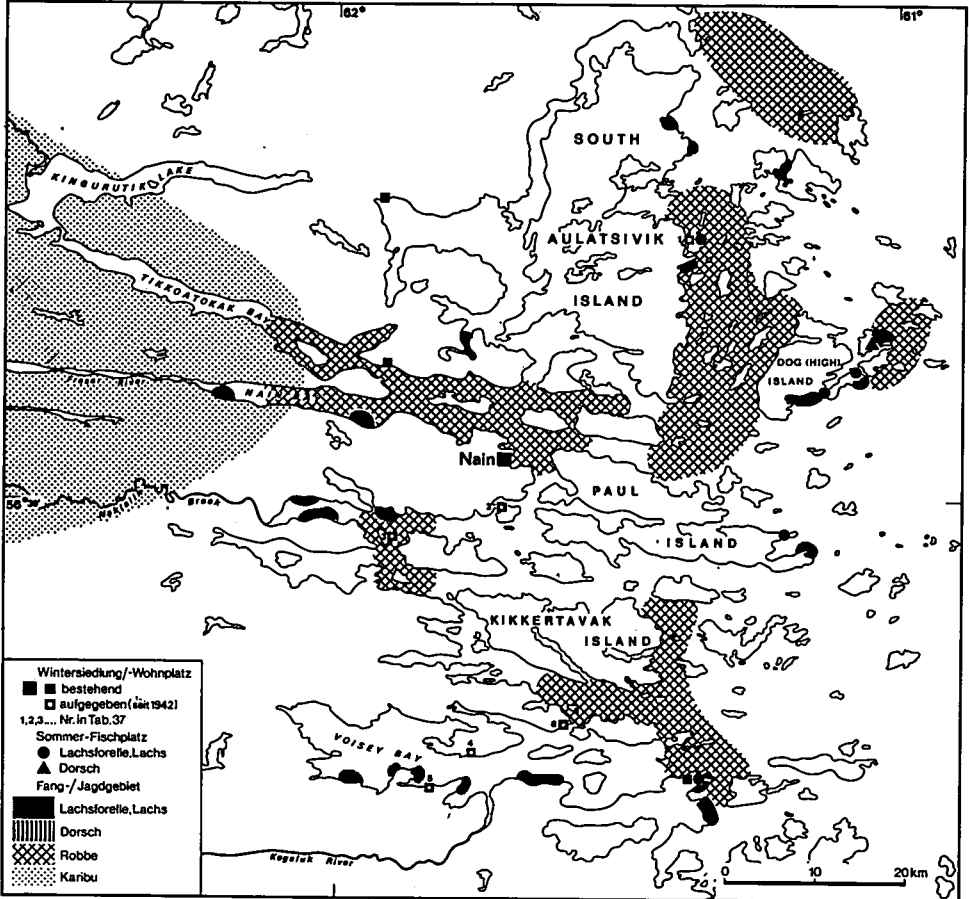 62°
61°
SOUTH
KINGURUTIK LAKE
AULATSIVIK
TIKKOATOKAK BAY
ISLAND
DOG (HIGH)
ISLAND
Fraser River
NAIN BAY
Nain
PAUL
56°
Brook
2
ISLAND
KIKKERTAVAK
ISLAND
Wintersiedlung/-Wohnplatz
bestehend
aufgegeben (seit 1942)
1,2,3.... Nr. in Tab. 37
Sommer-Fischplatz
Lachsforelle, Lachs
Dorsch
Fang-/Jagdgebiet
Lachsforelle, Lachs
Dorsch
Robbe
Karibu
VOISEY BAY
6
4
5
Kogaluk River
0 10 20 km